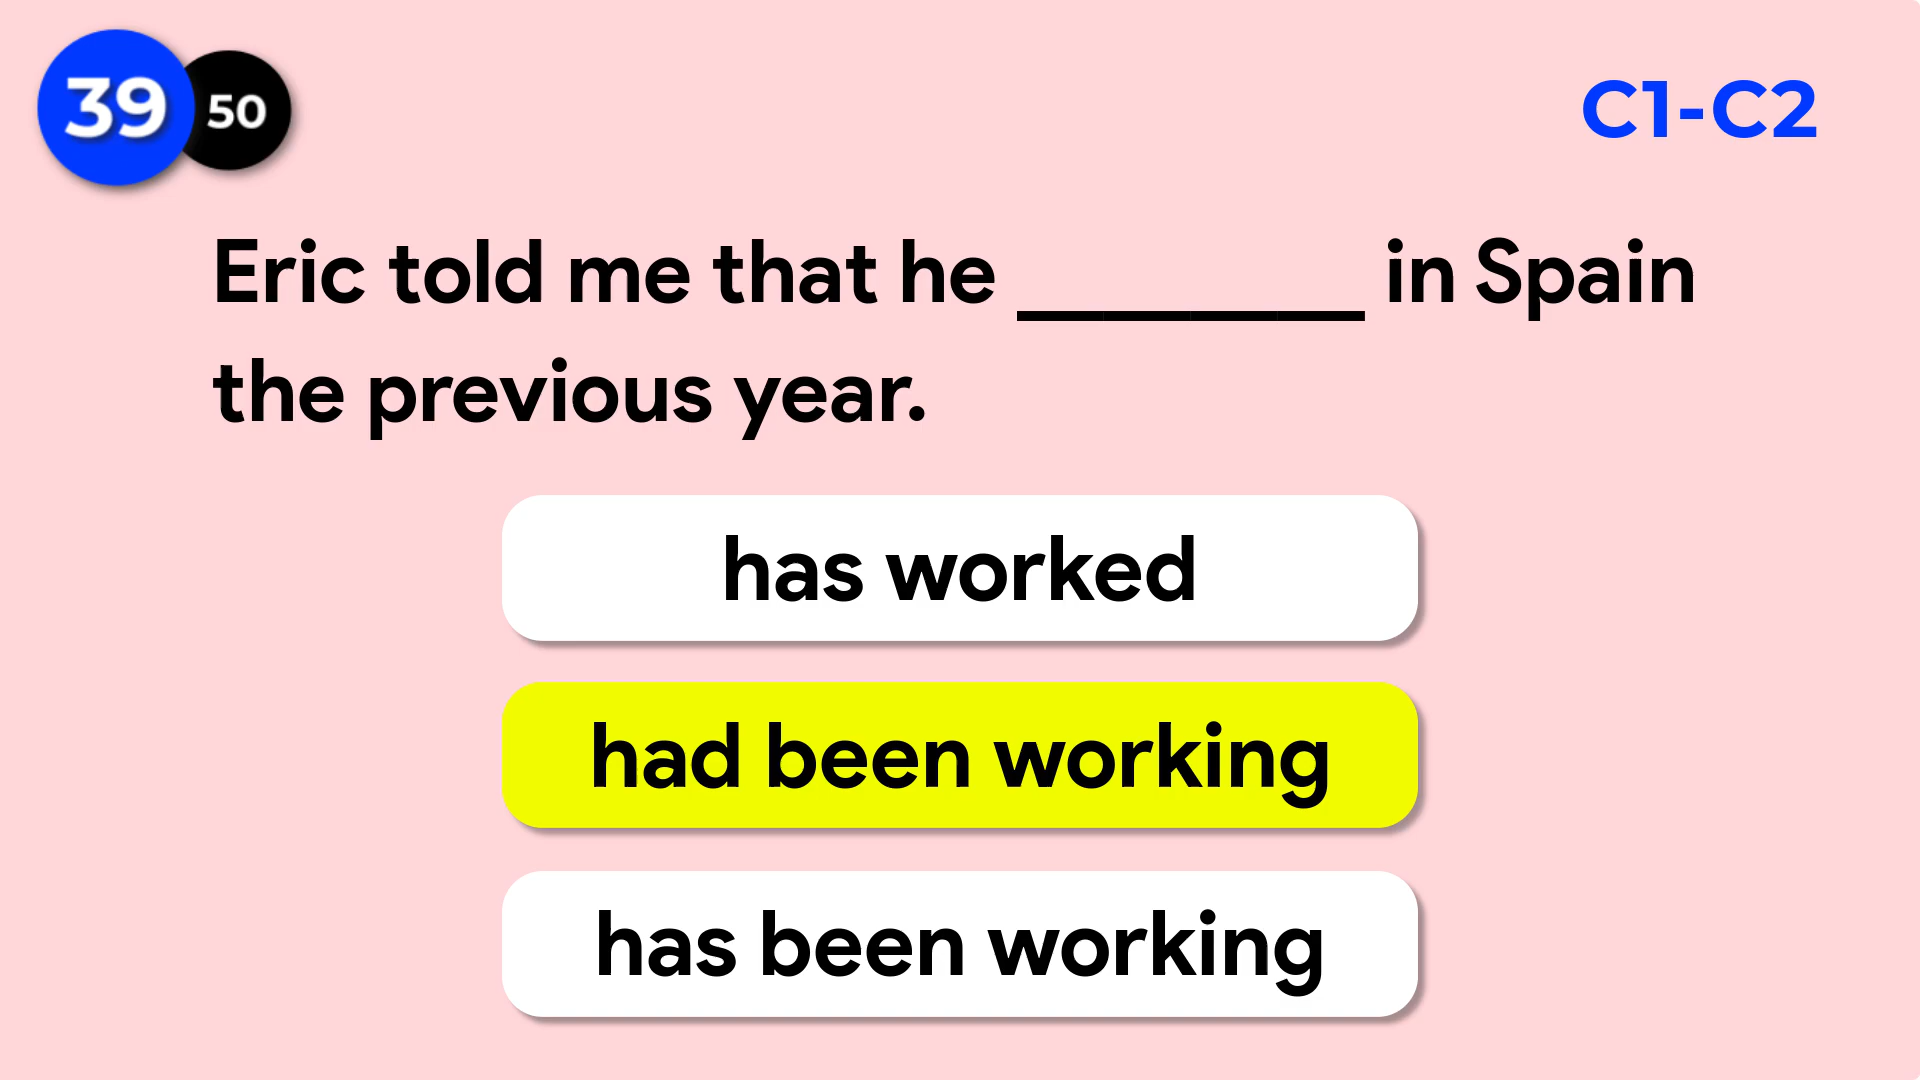 39 50
C1-C2
Eric told me that he ________ in Spain
the previous year.
has worked
had been working
has been working